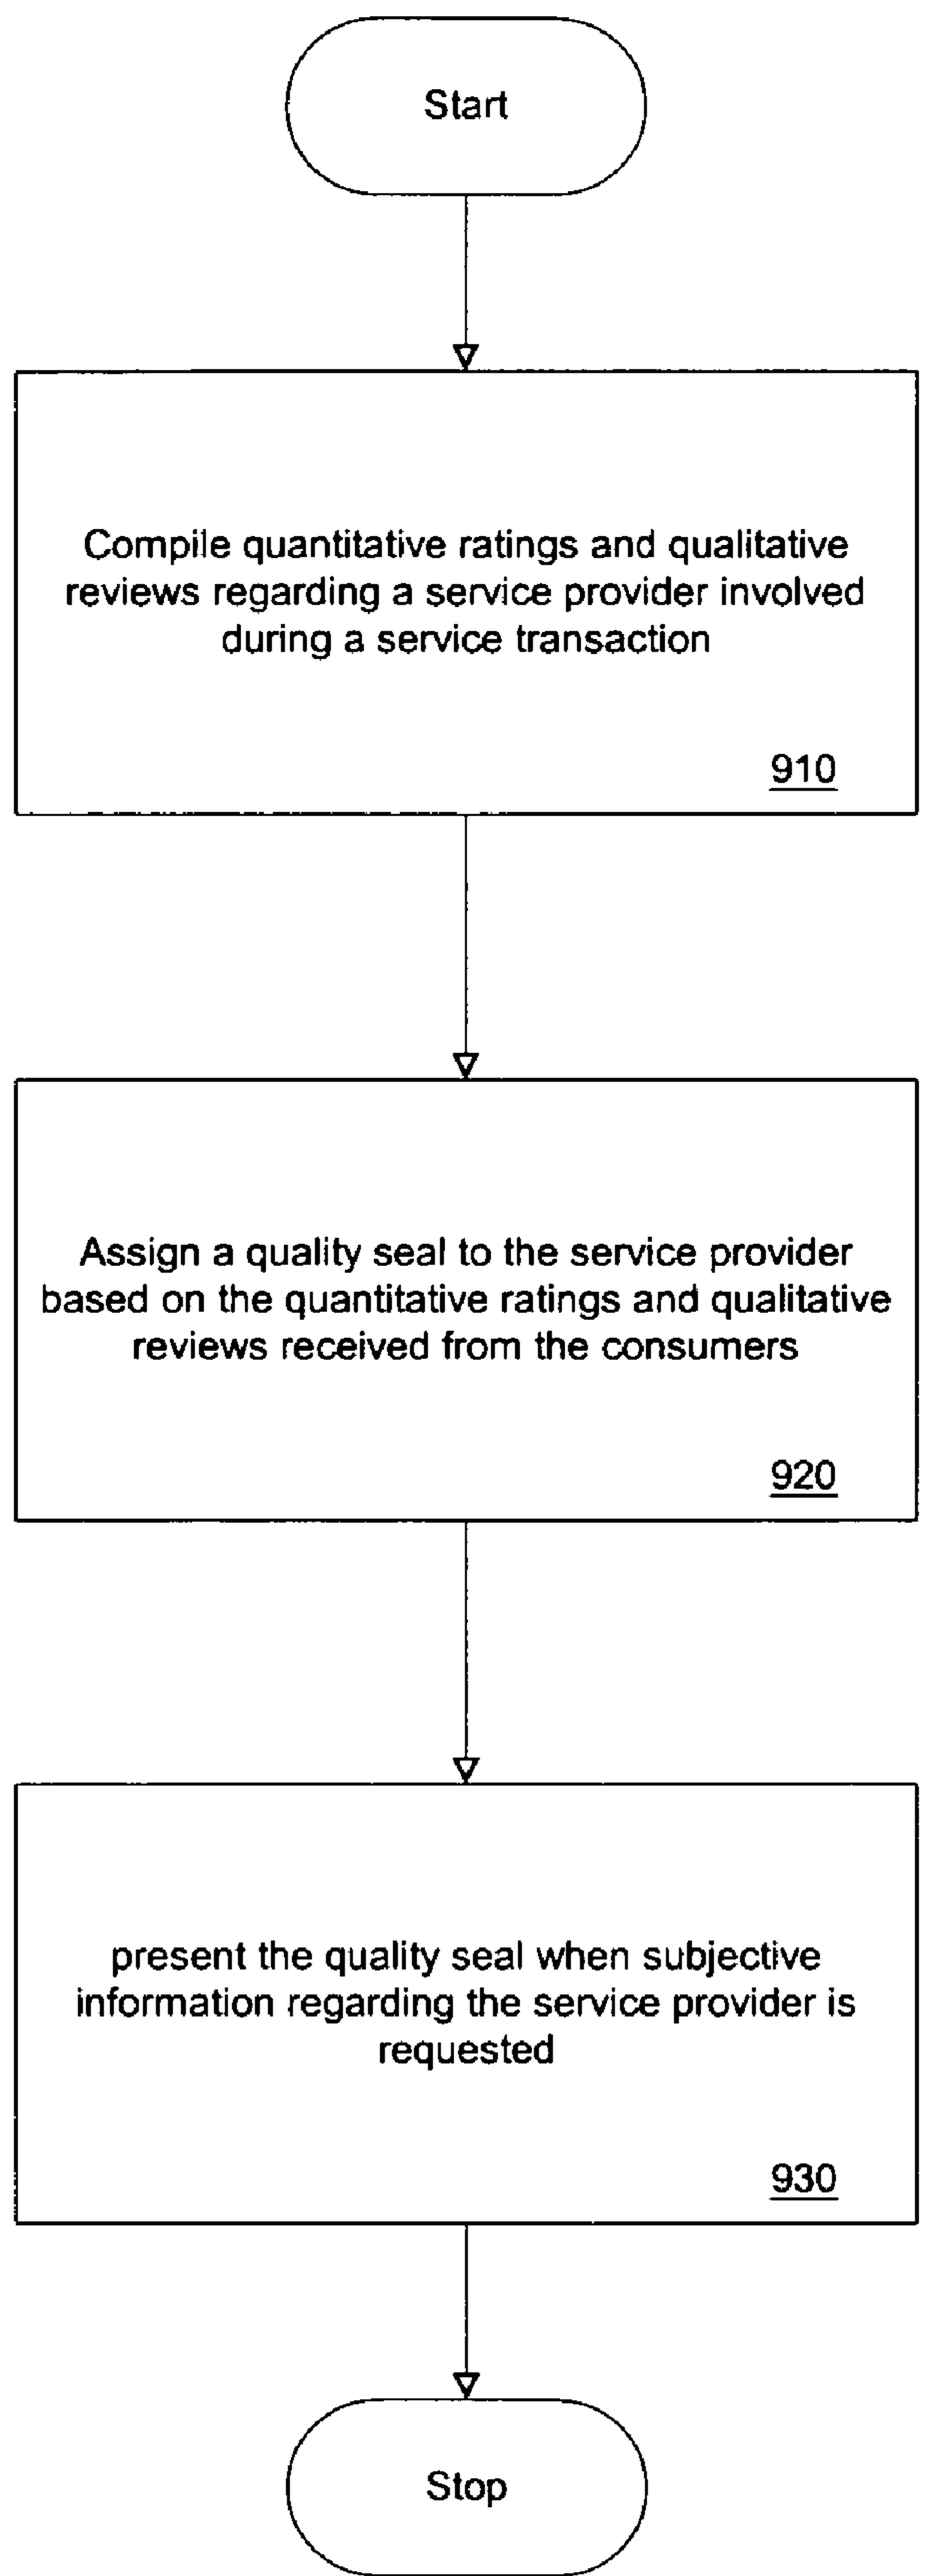 Start
Compile quantitative ratings and qualitative
reviews regarding a service provider involved
during a service transaction
910
Assign a quality seal to the service provider
based on the quantitative ratings and qualitative
reviews received from the consumers
920
present the quality seal when subjective
information regarding the service provider is
requested
930
Stop